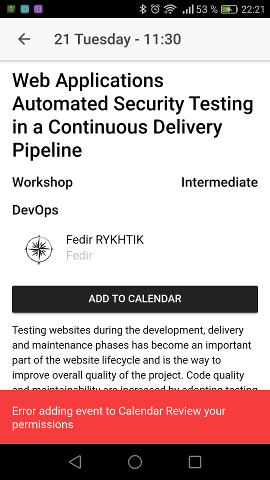 53 % 22:21
21 Tuesday - 11:30
Web Applications
Automated Security Testing
in a Continuous Delivery
Pipeline
Workshop Intermediate
DevOps
Fedir RYKHTIK
Fedir
ADD TO CALENDAR
Testing websites during the development, delivery
and maintenance phases has become an important
part of the website lifecycle and is the way to
improve overall quality of the project. Code quality
and maintainability are increased by adopting testing
Error adding event to Calendar Review your
permissions